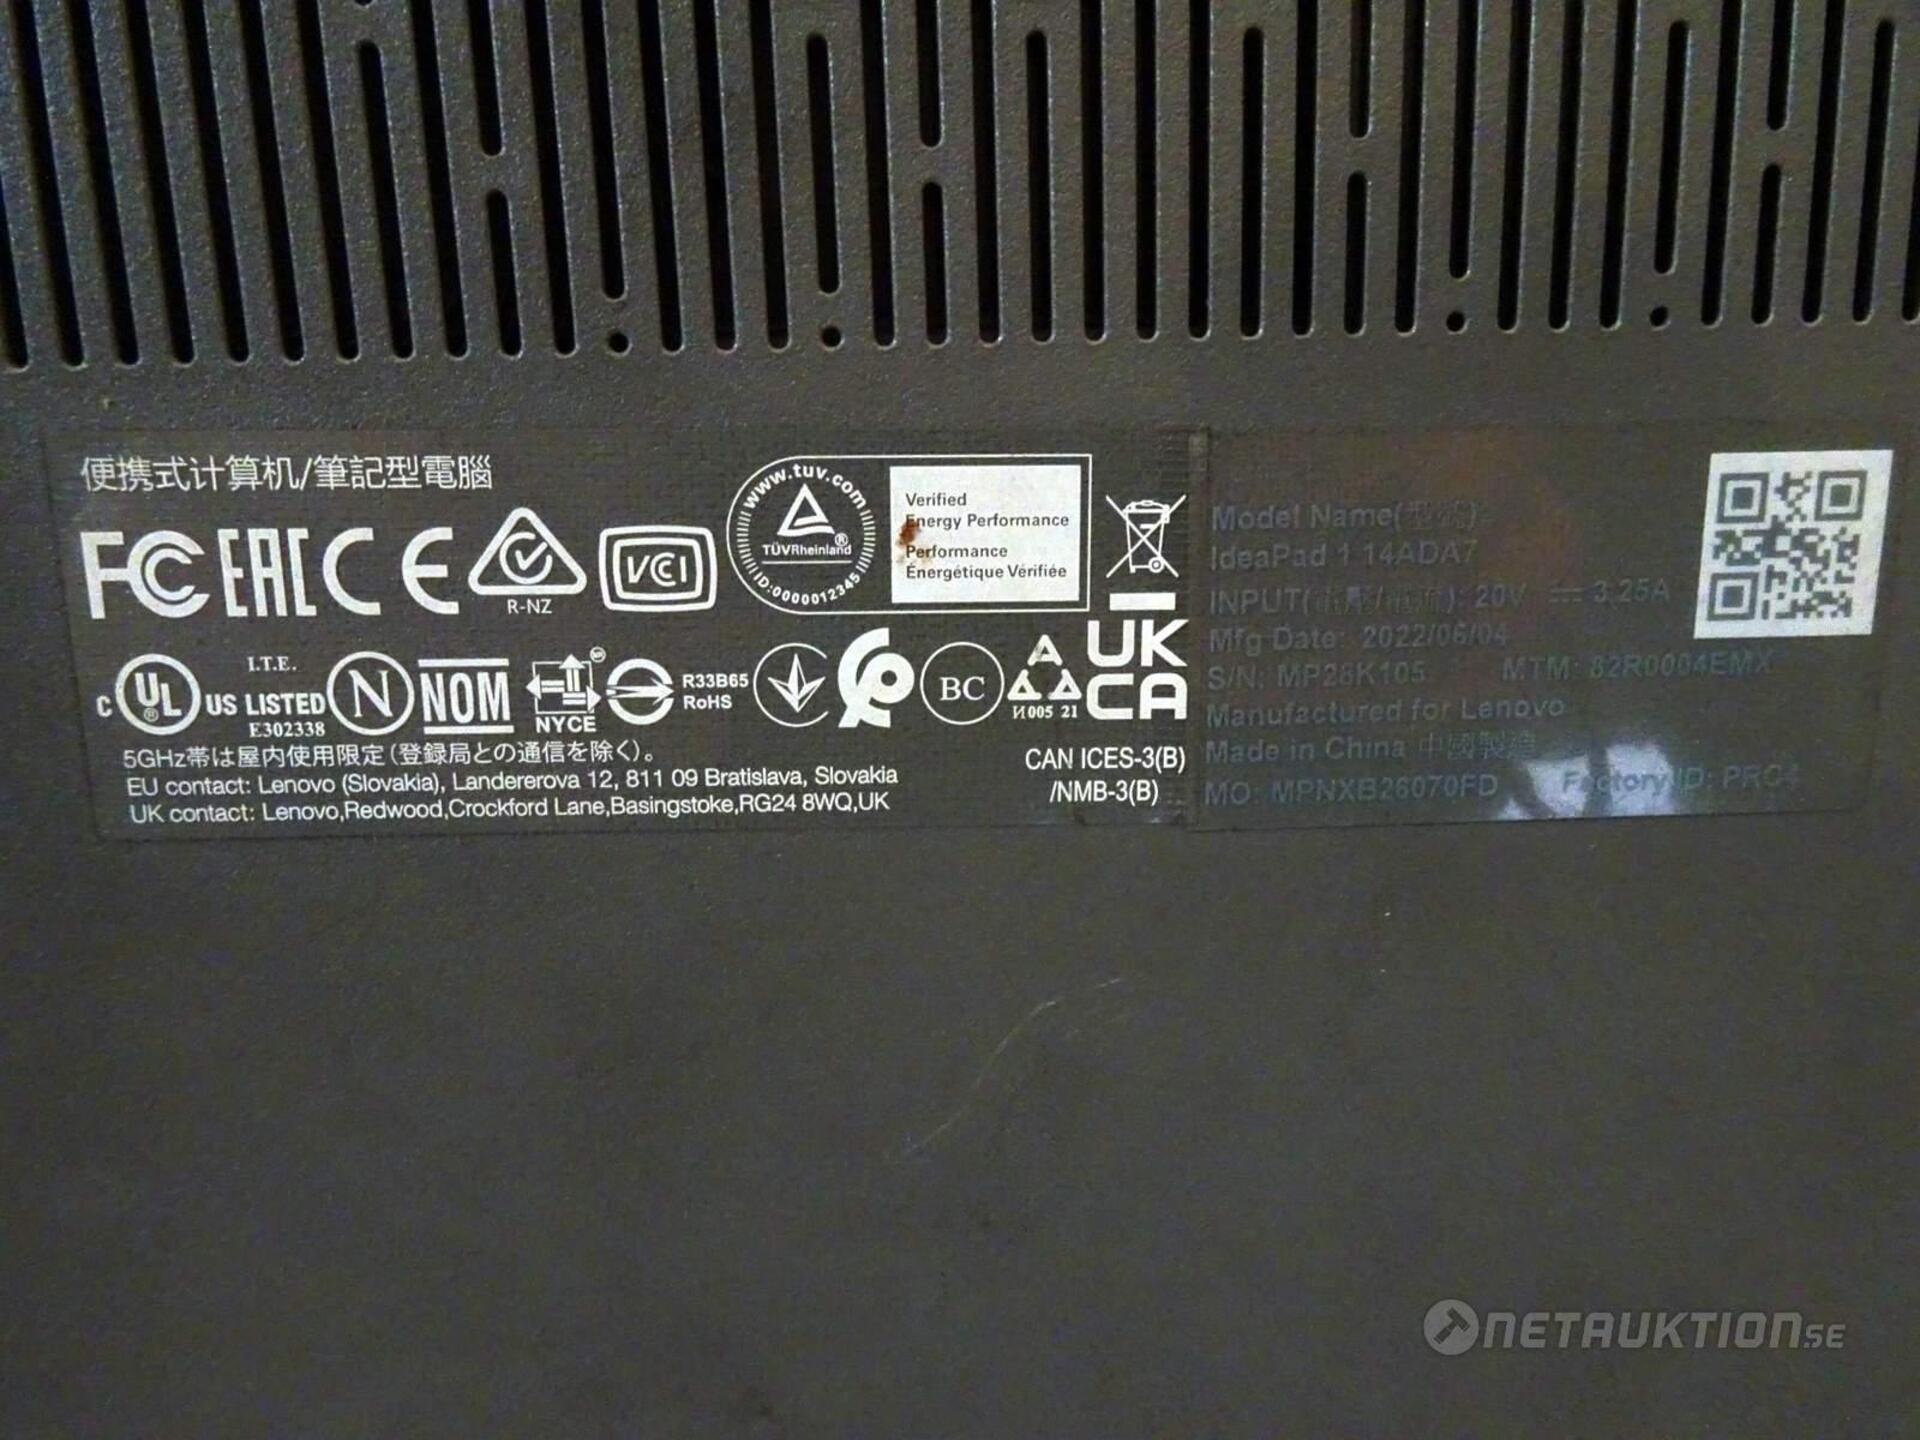 便携式计算机/筆記型電腦
FC EAC CE
R-NZ
VCI
www.tuv.com
TÜVRheinland®
ID:0000012345
Verified
Energy Performance
Performance
Énergétique Vérifiée
c UL® US LISTED
I.T.E.
E302338
N
NOM
NYCE
R33B65
RoHS
BC
И005 21
UK
CA
5GHz帯は屋内使用限定(登録局との通信を除く)。
EU contact: Lenovo (Slovakia), Landererova 12, 811 09 Bratislava, Slovakia
UK contact: Lenovo,Redwood,Crockford Lane,Basingstoke,RG24 8WQ,UK
CAN ICES-3(B)
/NMB-3(B)
Model Name(型號):
IdeaPad 1 14ADA7
INPUT(電壓/電流): 20V ⎓ 3.25A
Mfg Date: 2022/06/04
S/N: MP28K105 MTM: 82R0004EMX
Manufactured for Lenovo
Made in China 中國製造
MO: MPNXB26070FD Factory ID: PRC4
NETAUKTION.SE